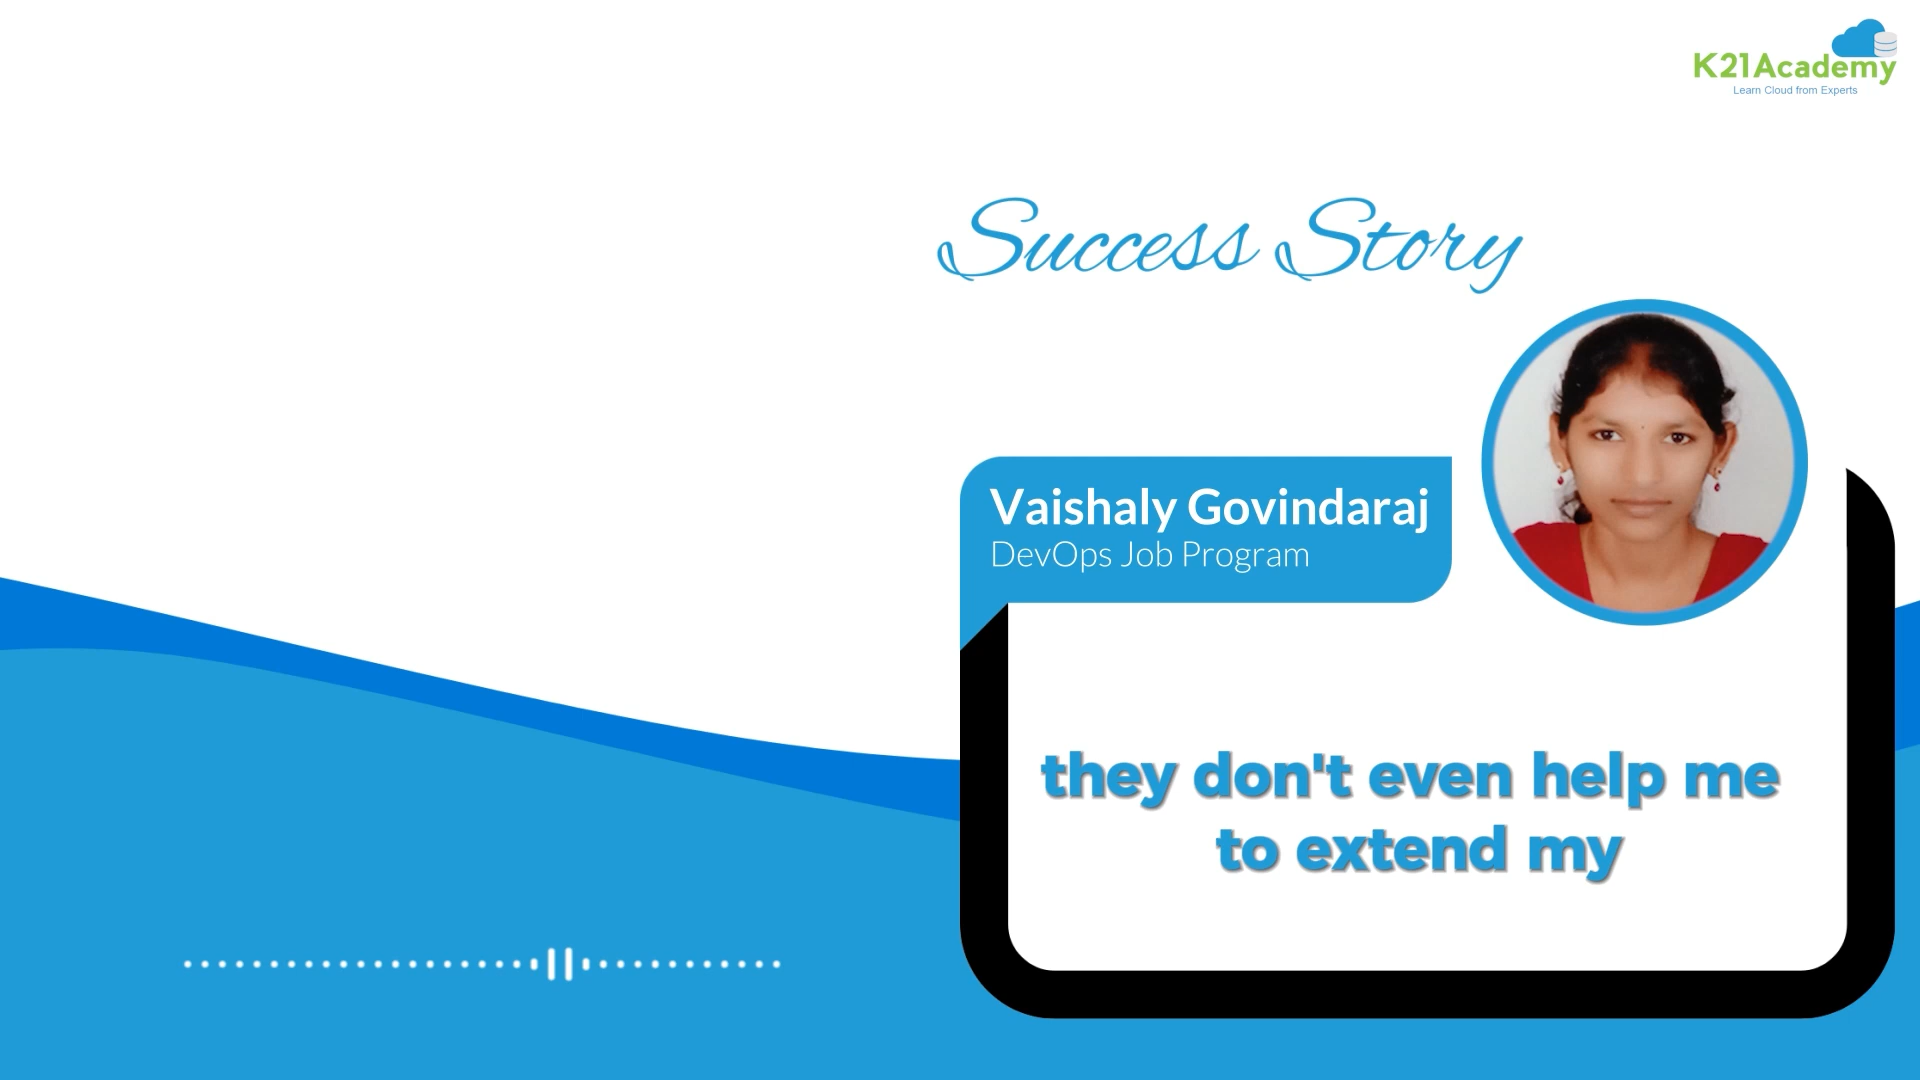 K21Academy
Learn Cloud from Experts
Success Story
Vaishaly Govindaraj
DevOps Job Program
they don't even help me
to extend my